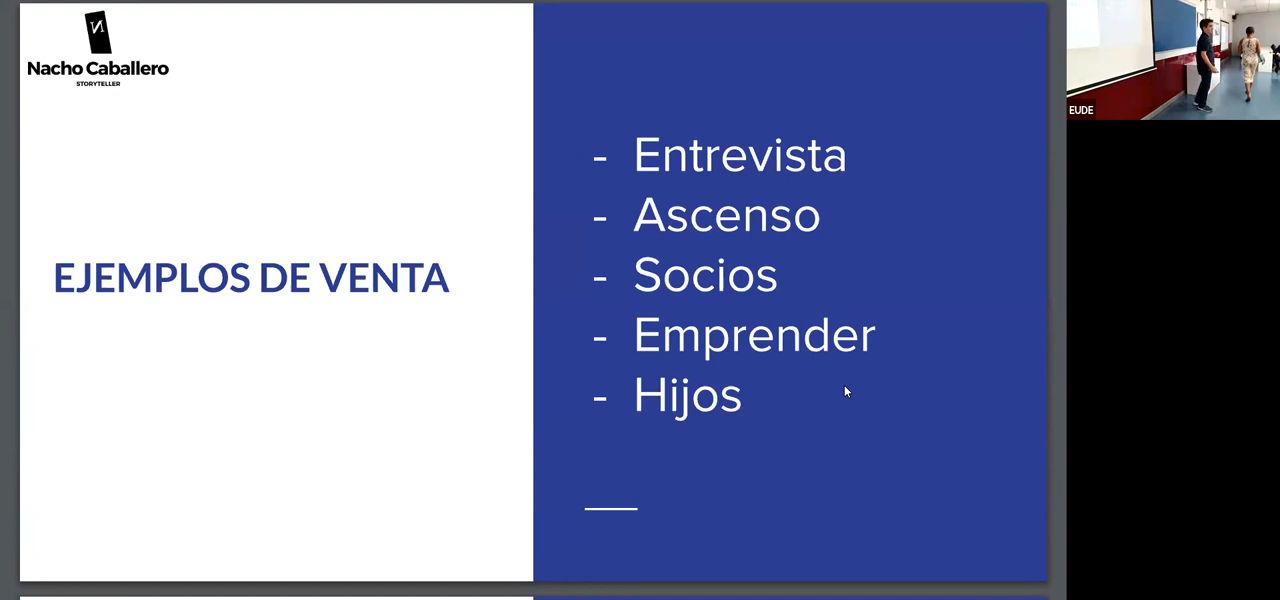 Nacho Caballero
STORYTELLER
EJEMPLOS DE VENTA
- Entrevista
- Ascenso
- Socios
- Emprender
- Hijos
EUDE